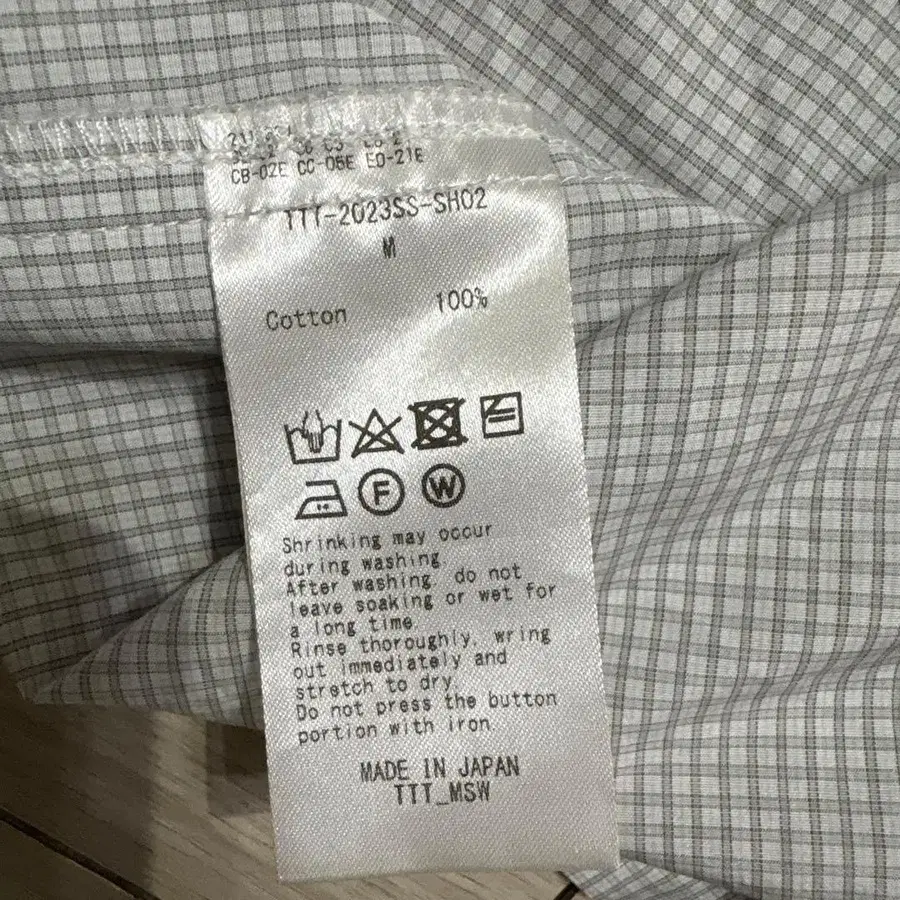 CB-02E CC-05E EO-21E
TTT-2023SS-SH02
M
Cotton 100%
F W
Shrinking may occur
during washing
After washing, do not
leave soaking or wet for
a long time
Rinse thoroughly, wring
out immediately and
stretch to dry
Do not press the button
portion with iron
MADE IN JAPAN
TTT_MSW